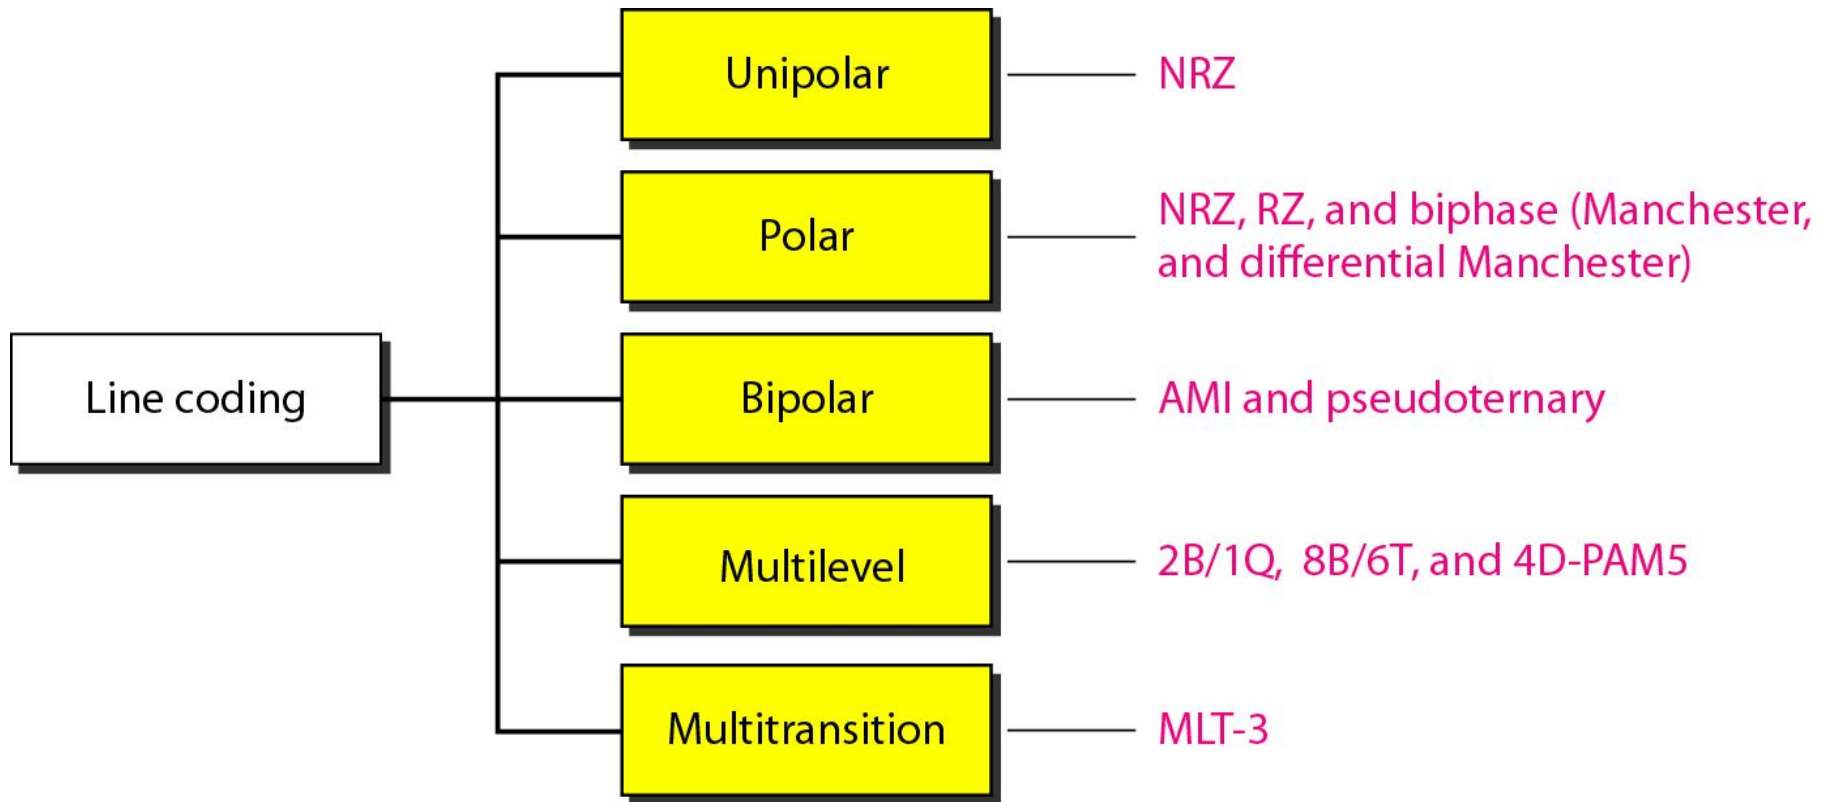 Unipolar
NRZ
Polar
NRZ, RZ, and biphase (Manchester,
and differential Manchester)
Line coding
Bipolar
AMI and pseudoternary
Multilevel
2B/1Q, 8B/6T, and 4D-PAM5
Multitransition
MLT-3